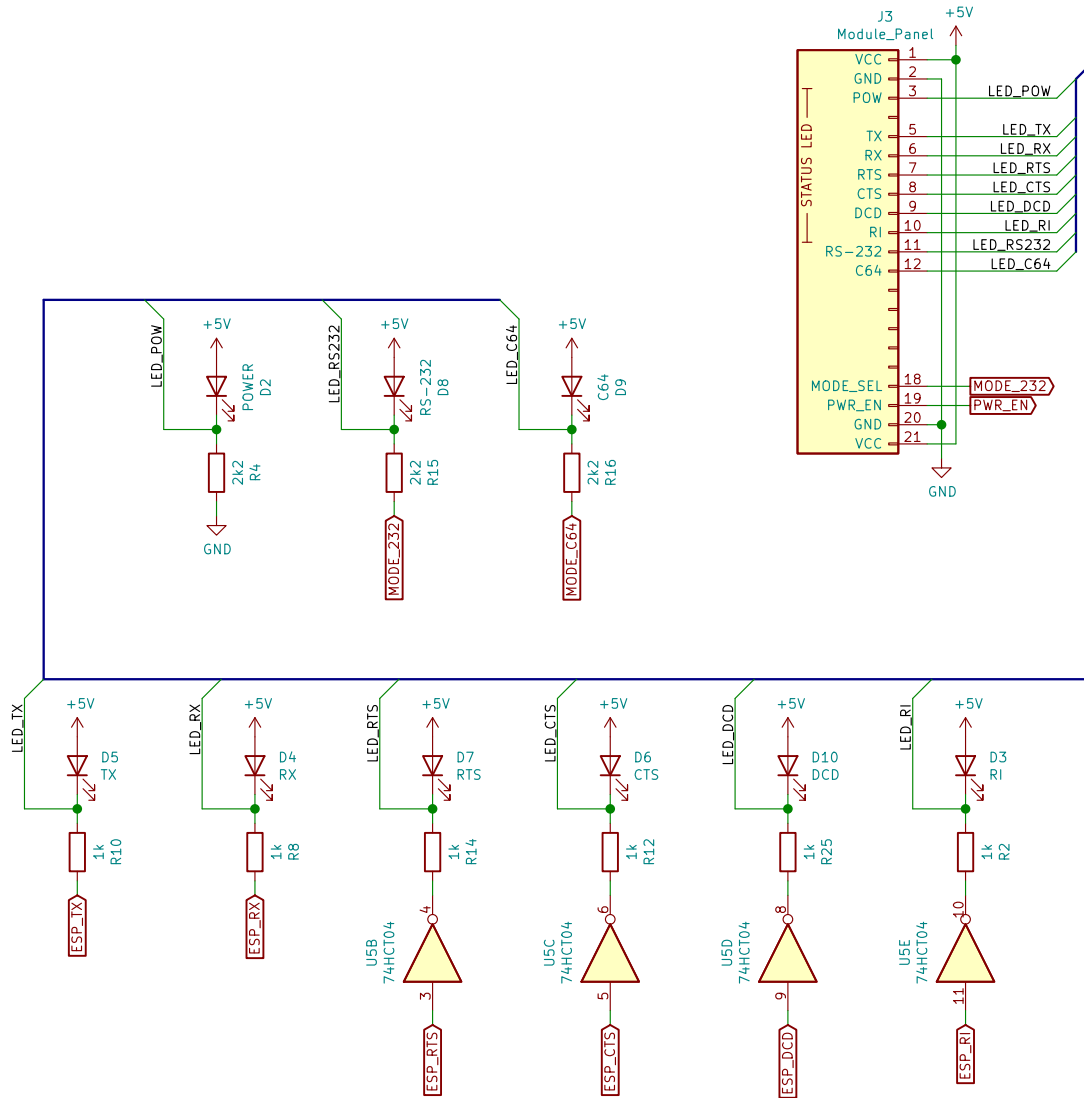 J3
Module_Panel
+5V
VCC 1
GND 2
POW 3 LED_POW
TX 5 LED_TX
RX 6 LED_RX
RTS 7 LED_RTS
CTS 8 LED_CTS
DCD 9 LED_DCD
RI 10 LED_RI
RS-232 11 LED_RS232
C64 12 LED_C64
STATUS LED
MODE_SEL 18 MODE_232
PWR_EN 19 PWR_EN
GND 20
VCC 21
GND
LED_POW
+5V
POWER
D2
2k2
R4
GND
LED_RS232
+5V
RS-232
D8
2k2
R15
MODE_232
LED_C64
+5V
C64
D9
2k2
R16
MODE_C64
LED_TX
+5V
D5
TX
1k
R10
ESP_TX
LED_RX
+5V
D4
RX
1k
R8
ESP_RX
LED_RTS
+5V
D7
RTS
1k
R14
4
U5B
74HCT04
3
ESP_RTS
LED_CTS
+5V
D6
CTS
1k
R12
6
U5C
74HCT04
5
ESP_CTS
LED_DCD
+5V
D10
DCD
1k
R25
8
U5D
74HCT04
9
ESP_DCD
LED_RI
+5V
D3
RI
1k
R2
10
U5E
74HCT04
11
ESP_RI